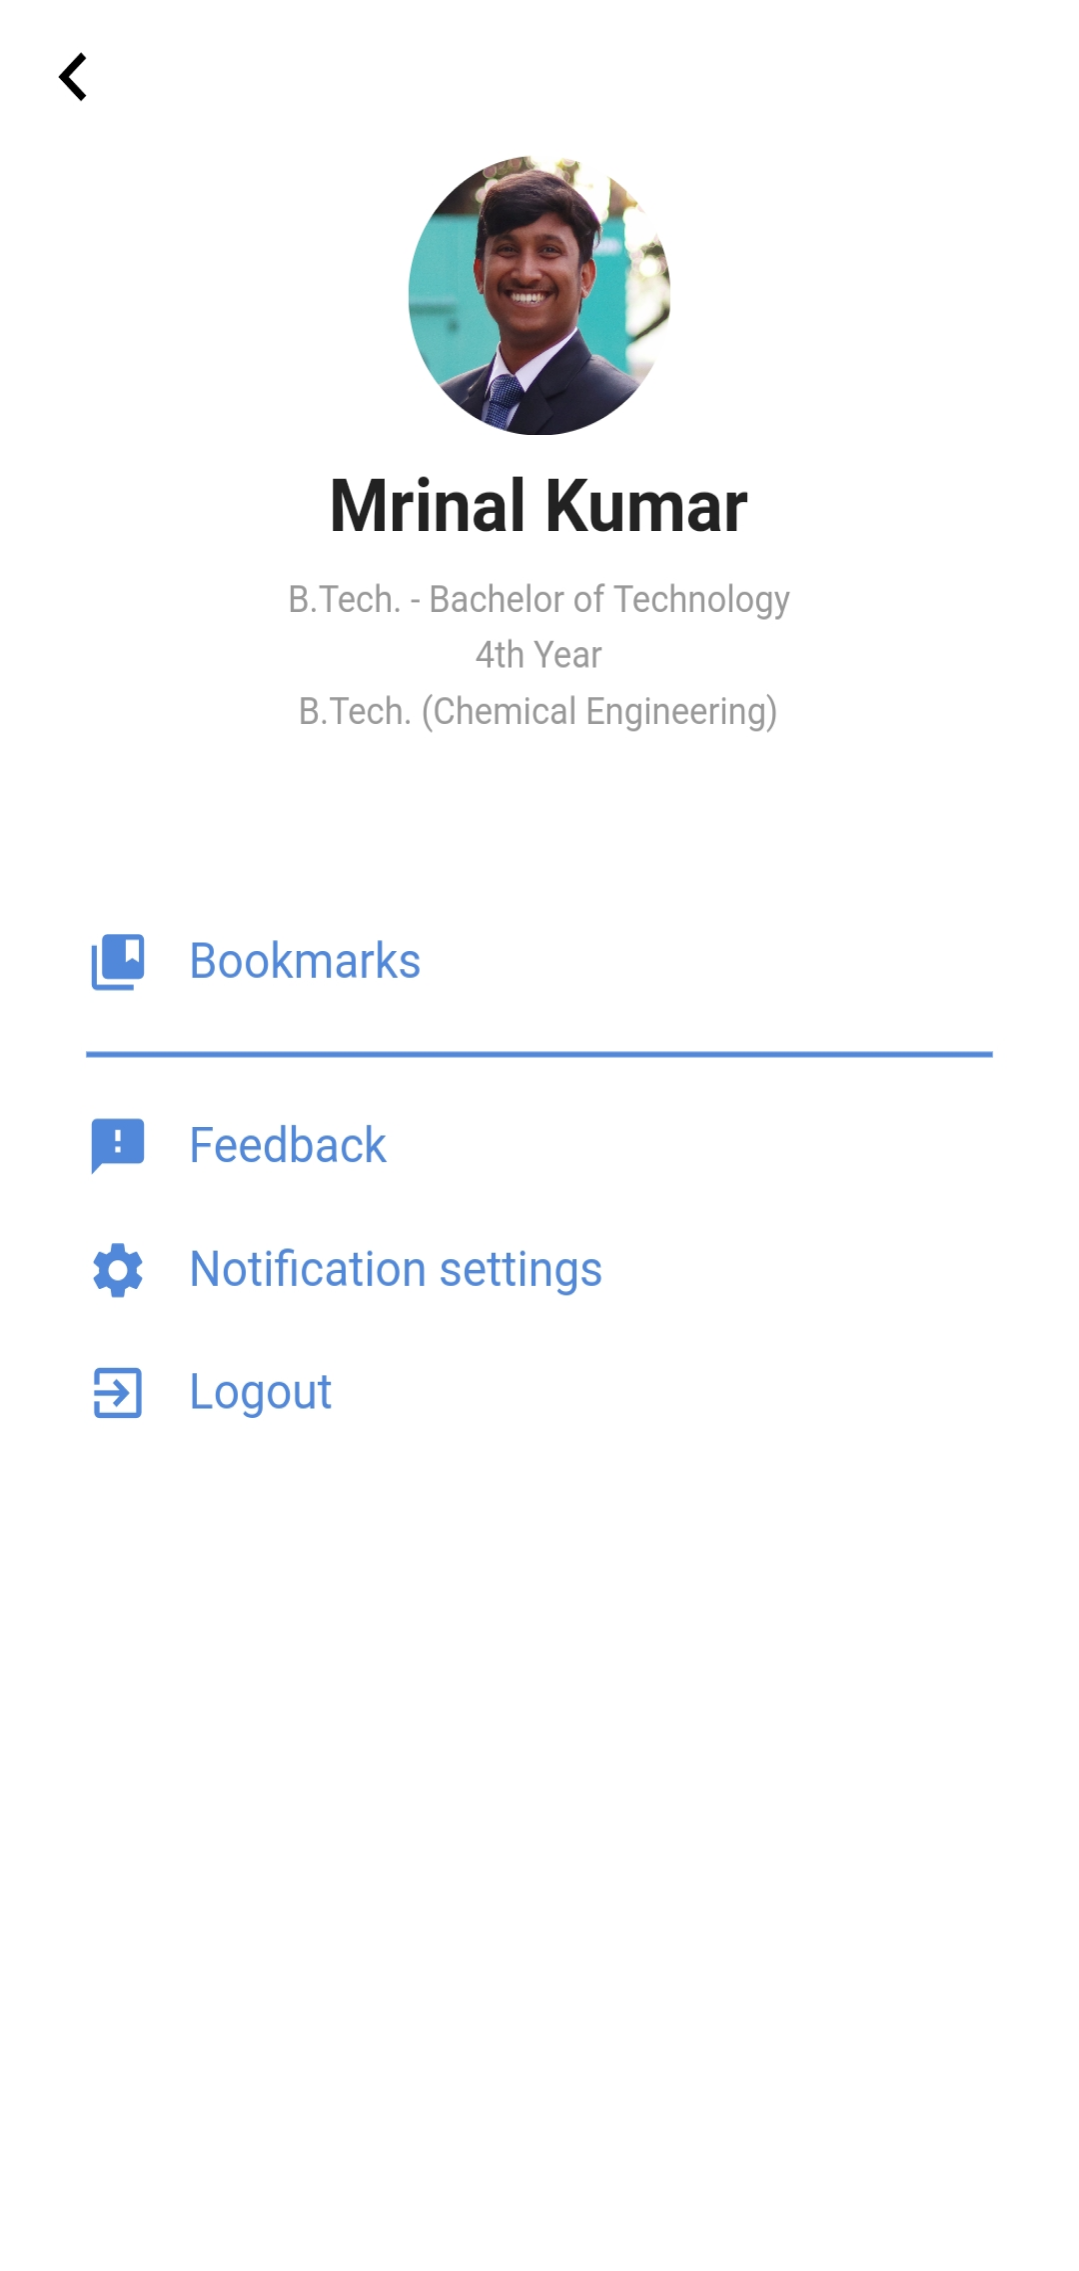 Mrinal Kumar
B.Tech. - Bachelor of Technology
4th Year
B.Tech. (Chemical Engineering)
Bookmarks
Feedback
Notification settings
Logout